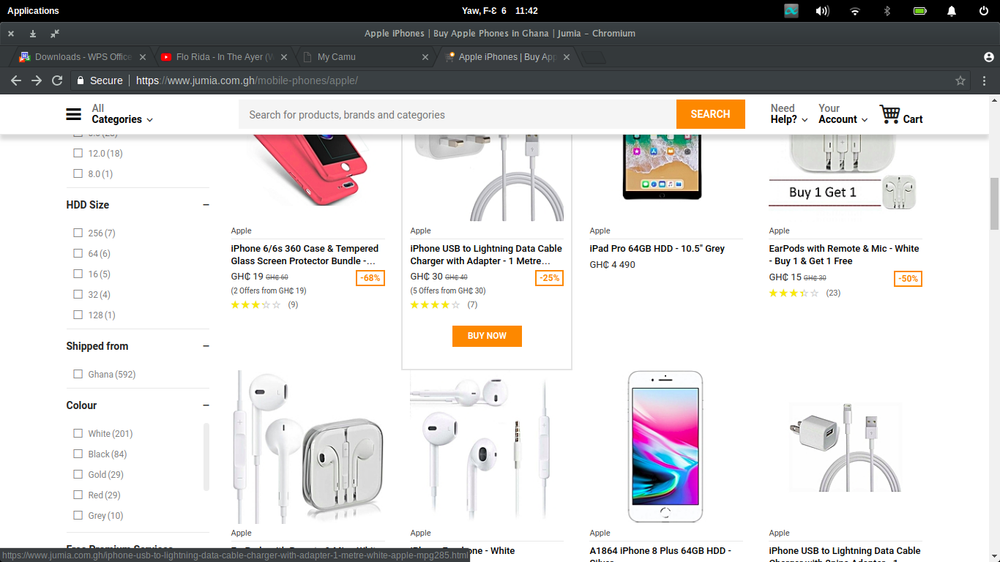 Applications
Yaw, F-Ɛ 6 11:42
Apple iPhones | Buy Apple Phones in Ghana | Jumia - Chromium
Downloads - WPS Office
Flo Rida - In The Ayer (
My Camu
Apple iPhones | Buy App
Secure
https://www.jumia.com.gh/mobile-phones/apple/
All
Categories
Search for products, brands and categories
SEARCH
Need
Help?
Your
Account
Cart
12.0 (18)
8.0 (1)
HDD Size
256 (7)
64 (6)
16 (5)
32 (4)
128 (1)
Shipped from
Ghana (592)
Colour
White (201)
Black (84)
Gold (29)
Red (29)
Grey (10)
Buy 1 Get 1
Apple
iPhone 6/6s 360 Case & Tempered
Glass Screen Protector Bundle -...
GH₵ 19 GH₵ 60
-68%
(2 Offers from GH₵ 19)
(9)
Apple
iPhone USB to Lightning Data Cable
Charger with Adapter - 1 Metre...
GH₵ 30 GH₵ 40
-25%
(5 Offers from GH₵ 30)
(7)
BUY NOW
Apple
iPad Pro 64GB HDD - 10.5" Grey
GH₵ 4 490
Apple
EarPods with Remote & Mic - White
- Buy 1 & Get 1 Free
GH₵ 15 GH₵ 30
-50%
(23)
Apple
Apple
Apple
A1864 iPhone 8 Plus 64GB HDD -
Apple
iPhone USB to Lightning Data Cable
https://www.jumia.com.gh/iphone-usb-to-lightning-data-cable-charger-with-adapter-1-metre-white-apple-mpg285.html